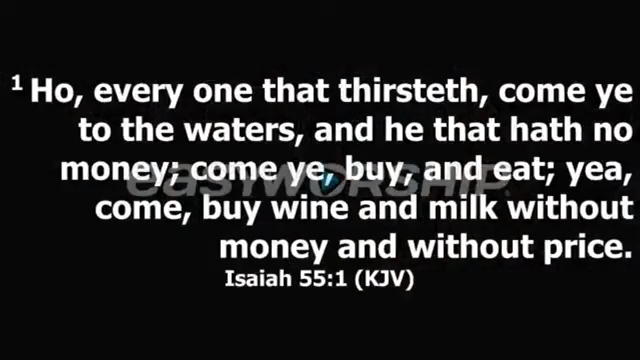 1 Ho, every one that thirsteth, come ye
to the waters, and he that hath no
money; come ye, buy, and eat; yea,
come, buy wine and milk without
money and without price.
Isaiah 55:1 (KJV)
easyworship.